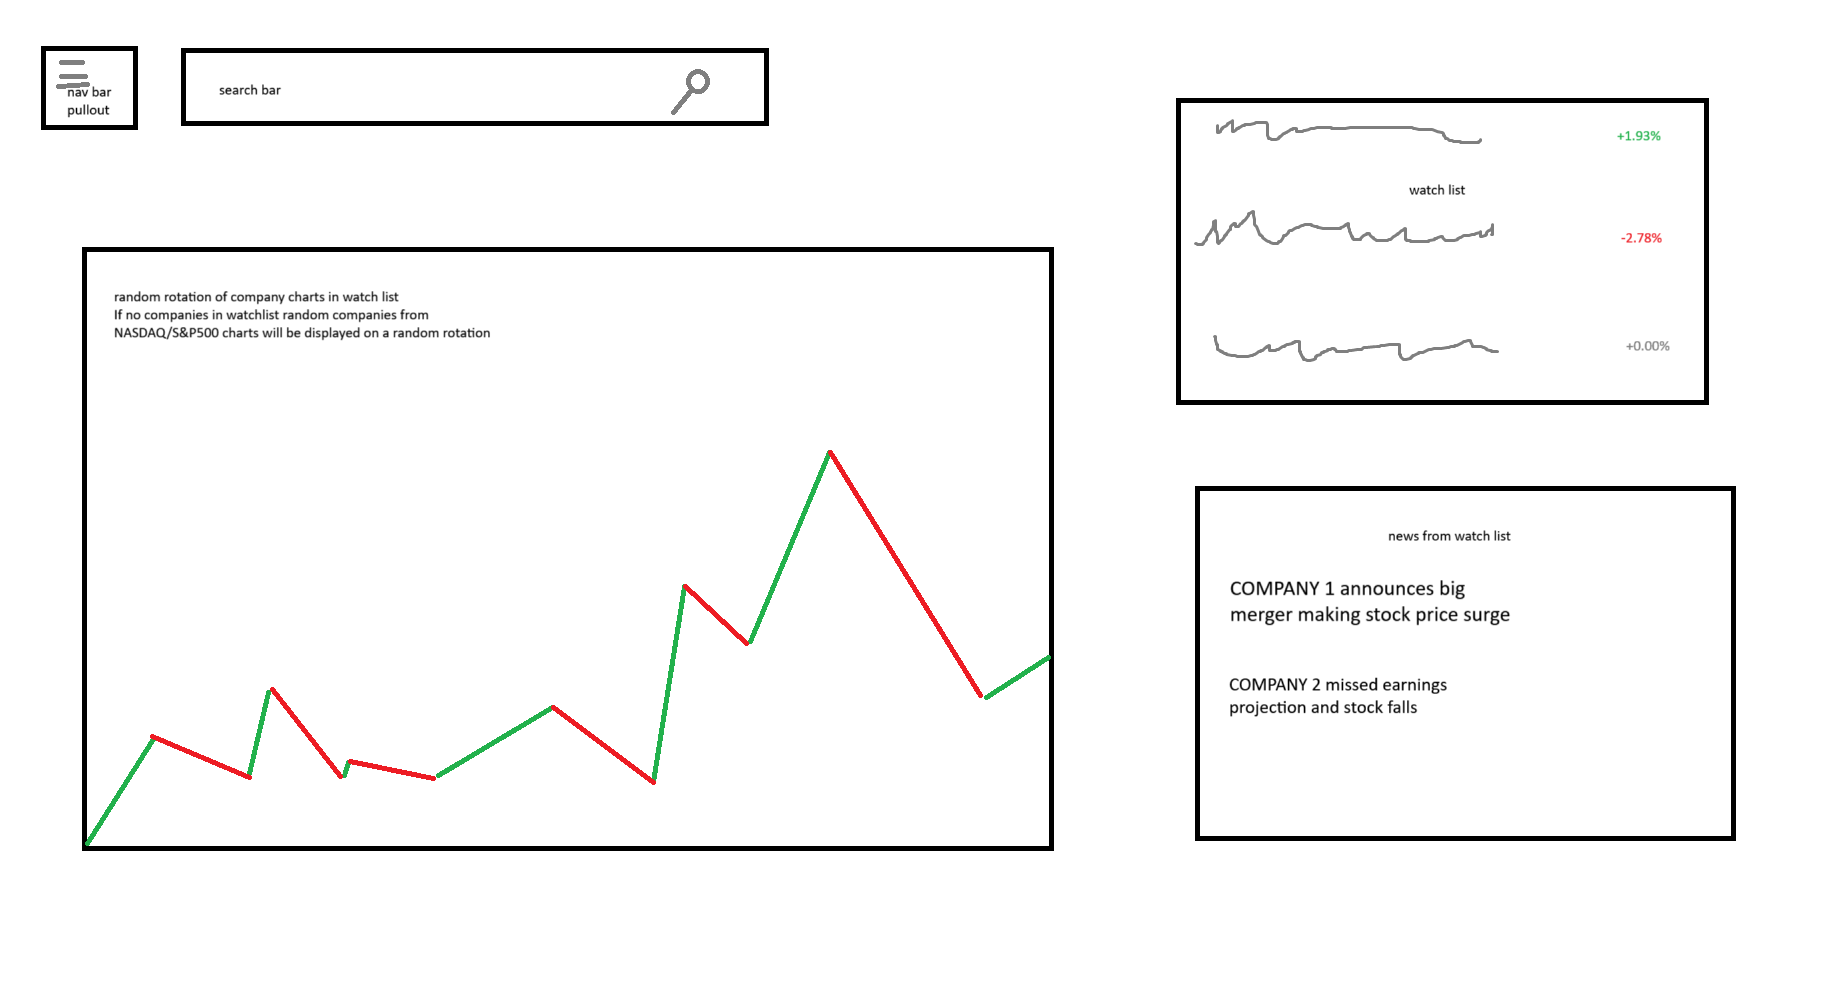 nav bar
pullout
search bar
+1.93%
watch list
-2.78%
+0.00%
random rotation of company charts in watch list
If no companies in watchlist random companies from
NASDAQ/S&P500 charts will be displayed on a random rotation
news from watch list
COMPANY 1 announces big
merger making stock price surge
COMPANY 2 missed earnings
projection and stock falls